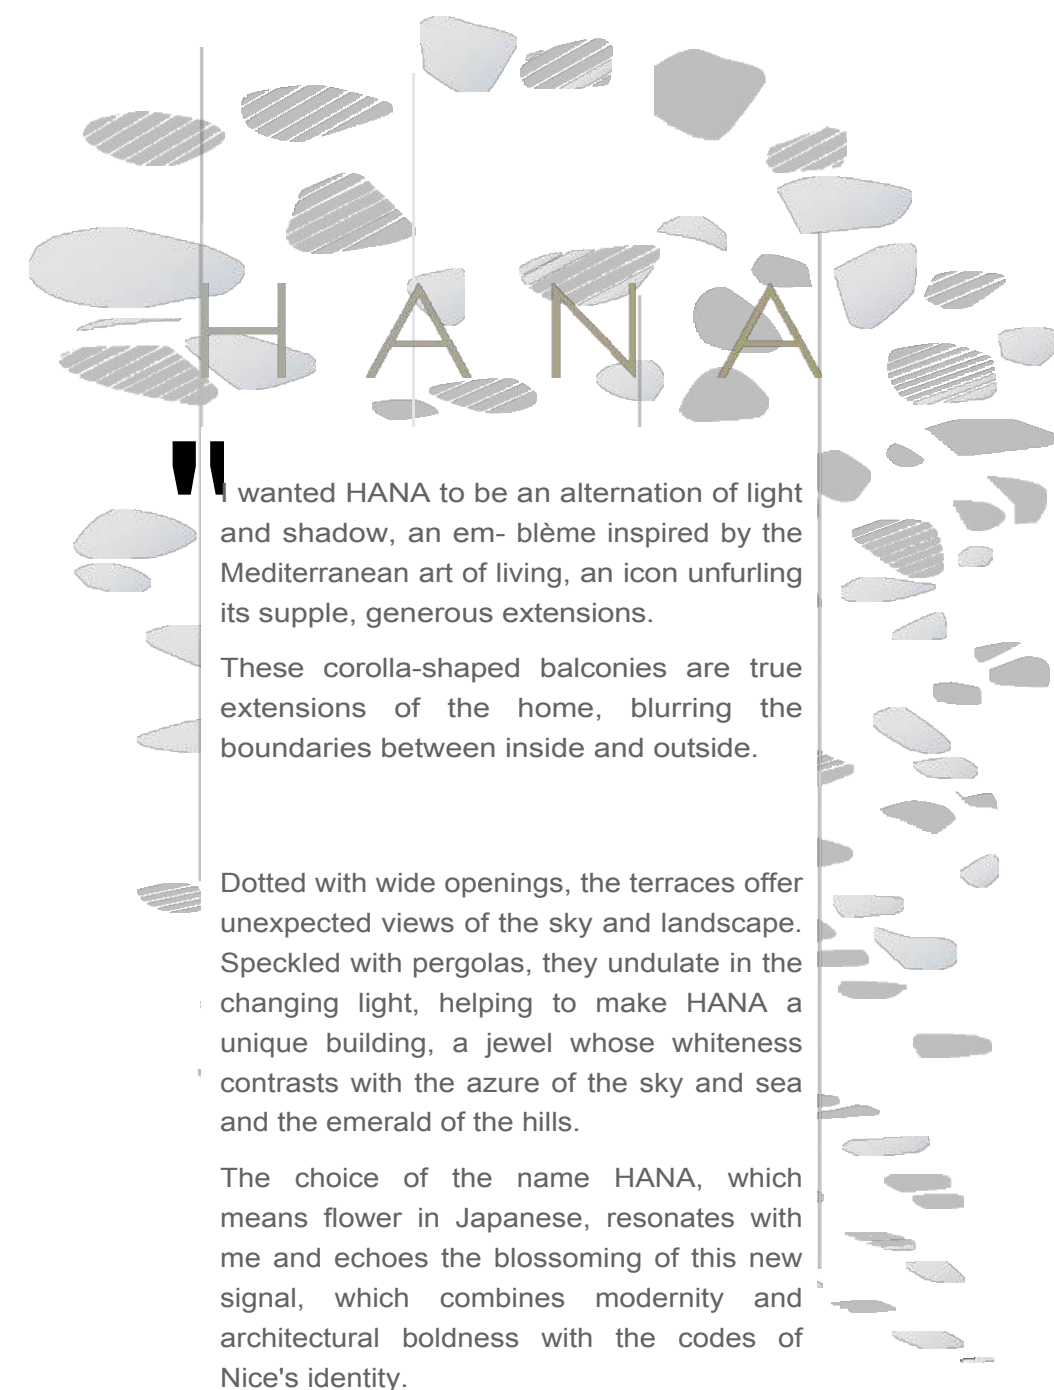 HANA
"
I wanted HANA to be an alternation of light
and shadow, an em- blème inspired by the
Mediterranean art of living, an icon unfurling
its supple, generous extensions.
These corolla-shaped balconies are true
extensions of the home, blurring the
boundaries between inside and outside.
Dotted with wide openings, the terraces offer
unexpected views of the sky and landscape.
Speckled with pergolas, they undulate in the
changing light, helping to make HANA a
unique building, a jewel whose whiteness
contrasts with the azure of the sky and sea
and the emerald of the hills.
The choice of the name HANA, which
means flower in Japanese, resonates with
me and echoes the blossoming of this new
signal, which combines modernity and
architectural boldness with the codes of
Nice's identity.